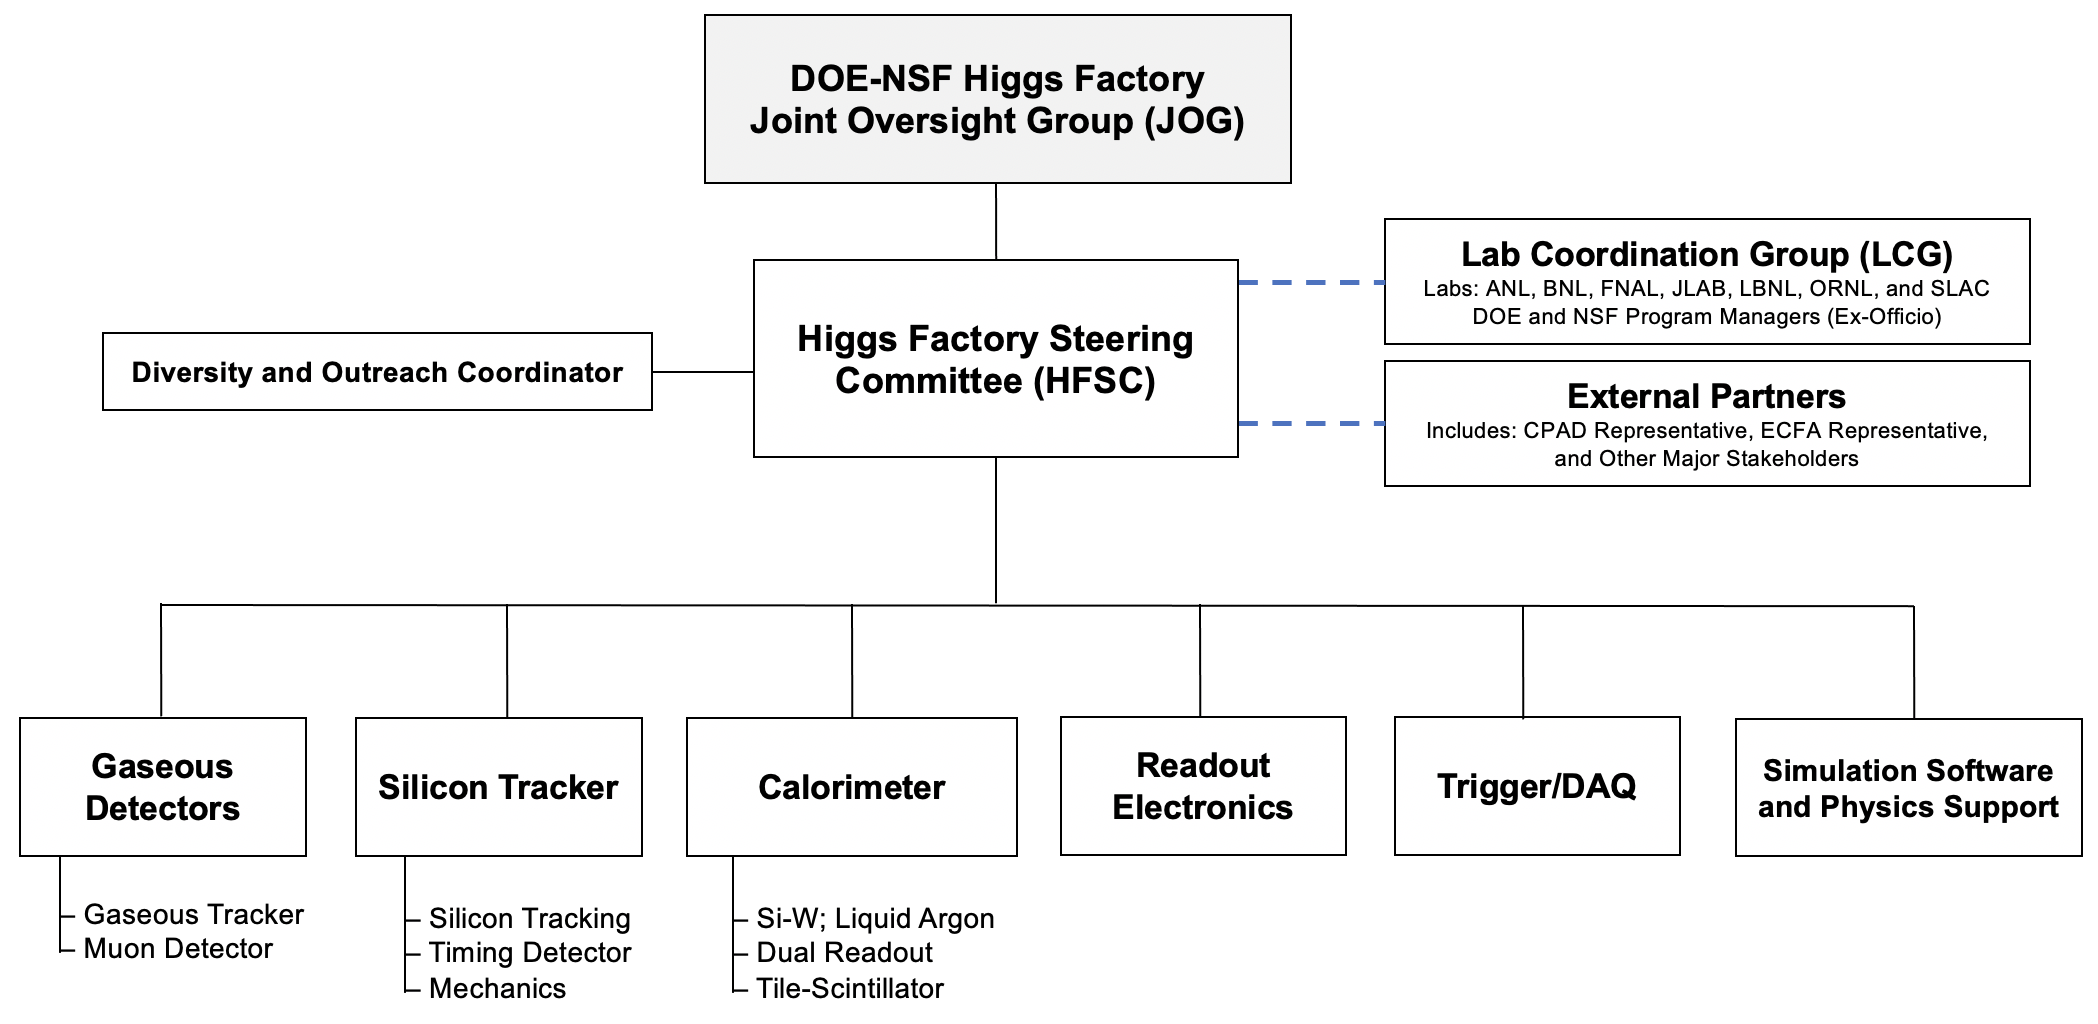 DOE-NSF Higgs Factory
Joint Oversight Group (JOG)
Lab Coordination Group (LCG)
Labs: ANL, BNL, FNAL, JLAB, LBNL, ORNL, and SLAC
DOE and NSF Program Managers (Ex-Officio)
Higgs Factory Steering
Committee (HFSC)
Diversity and Outreach Coordinator
External Partners
Includes: CPAD Representative, ECFA Representative,
and Other Major Stakeholders
Gaseous
Detectors
Silicon Tracker
Calorimeter
Readout
Electronics
Trigger/DAQ
Simulation Software
and Physics Support
Gaseous Tracker
Muon Detector
Silicon Tracking
Timing Detector
Mechanics
Si-W; Liquid Argon
Dual Readout
Tile-Scintillator